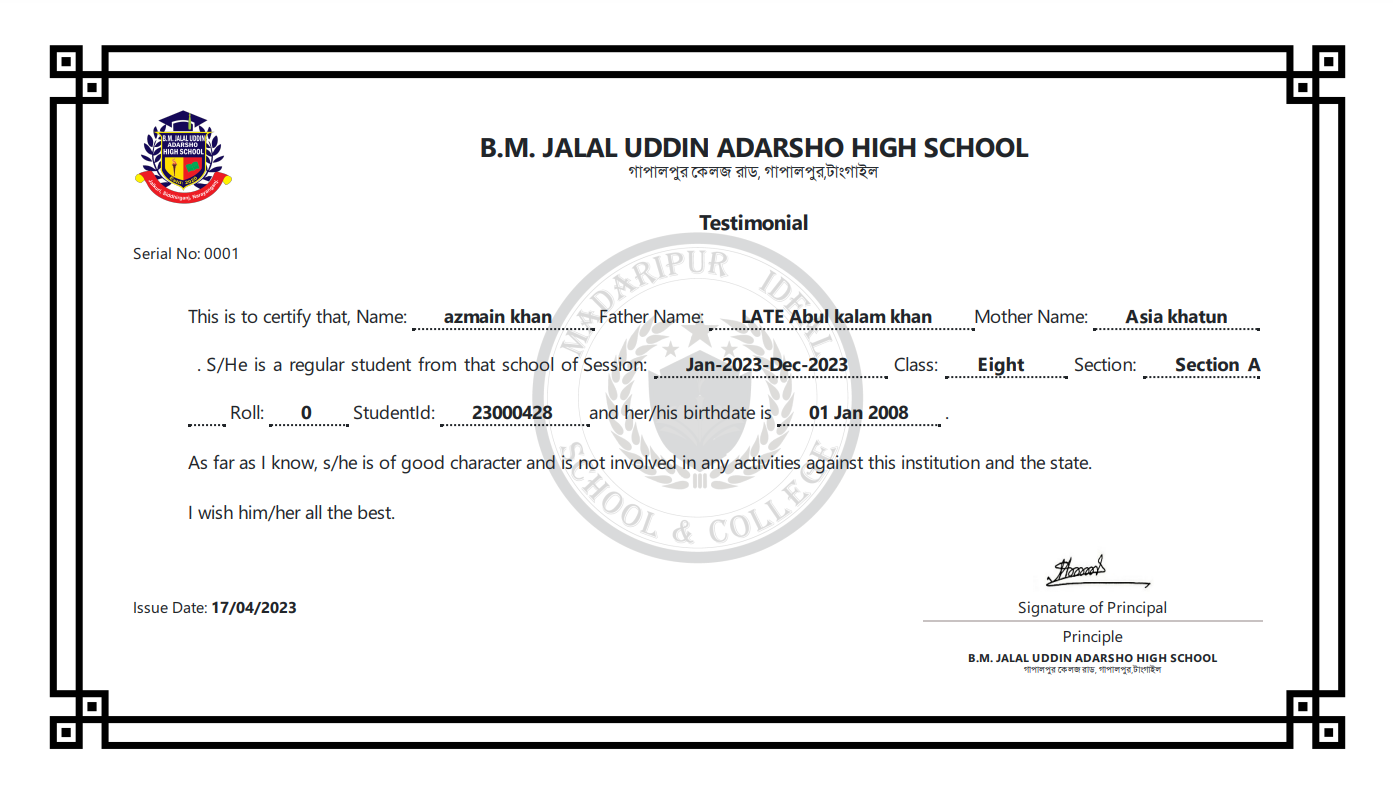 B.M. JALAL UDDIN
ADARSHO
HIGH SCHOOL
Jalkuri, Siddhirganj, Narayanganj.
B.M. JALAL UDDIN ADARSHO HIGH SCHOOL
গাপালপুর কেলজ রাড, গাপালপুর,টাংগাইল
Testimonial
Serial No: 0001
MADARIPUR IDEAL
SCHOOL & COLLEGE
This is to certify that, Name: azmain khan Father Name: LATE Abul kalam khan Mother Name: Asia khatun
. S/He is a regular student from that school of Session: Jan-2023-Dec-2023 Class: Eight Section: Section A
Roll: 0 StudentId: 23000428 and her/his birthdate is 01 Jan 2008 .
As far as I know, s/he is of good character and is not involved in any activities against this institution and the state.
I wish him/her all the best.
Issue Date: 17/04/2023
Signature of Principal
Principle
B.M. JALAL UDDIN ADARSHO HIGH SCHOOL
গাপালপুর কেলজ রাড, গাপালপুর,টাংগাইল